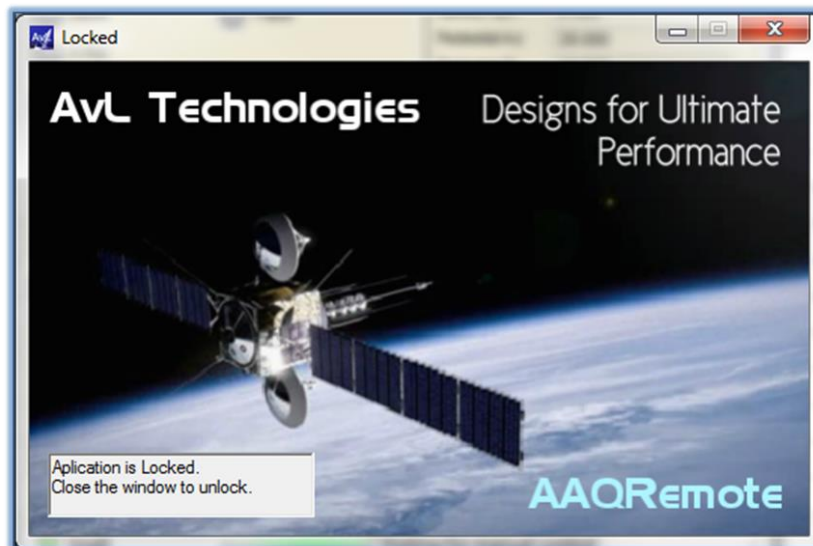 Locked
AvL Technologies
Designs for Ultimate
Performance
Aplication is Locked.
Close the window to unlock.
AAQRemote